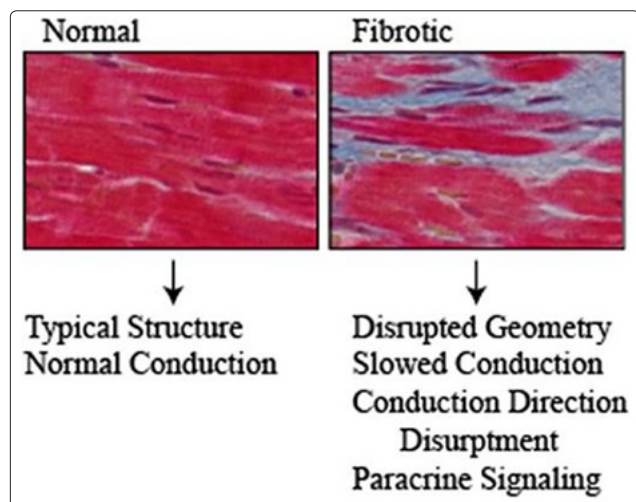 Normal
Fibrotic
Typical Structure
Normal Conduction
Disrupted Geometry
Slowed Conduction
Conduction Direction
Disurptment
Paracrine Signaling